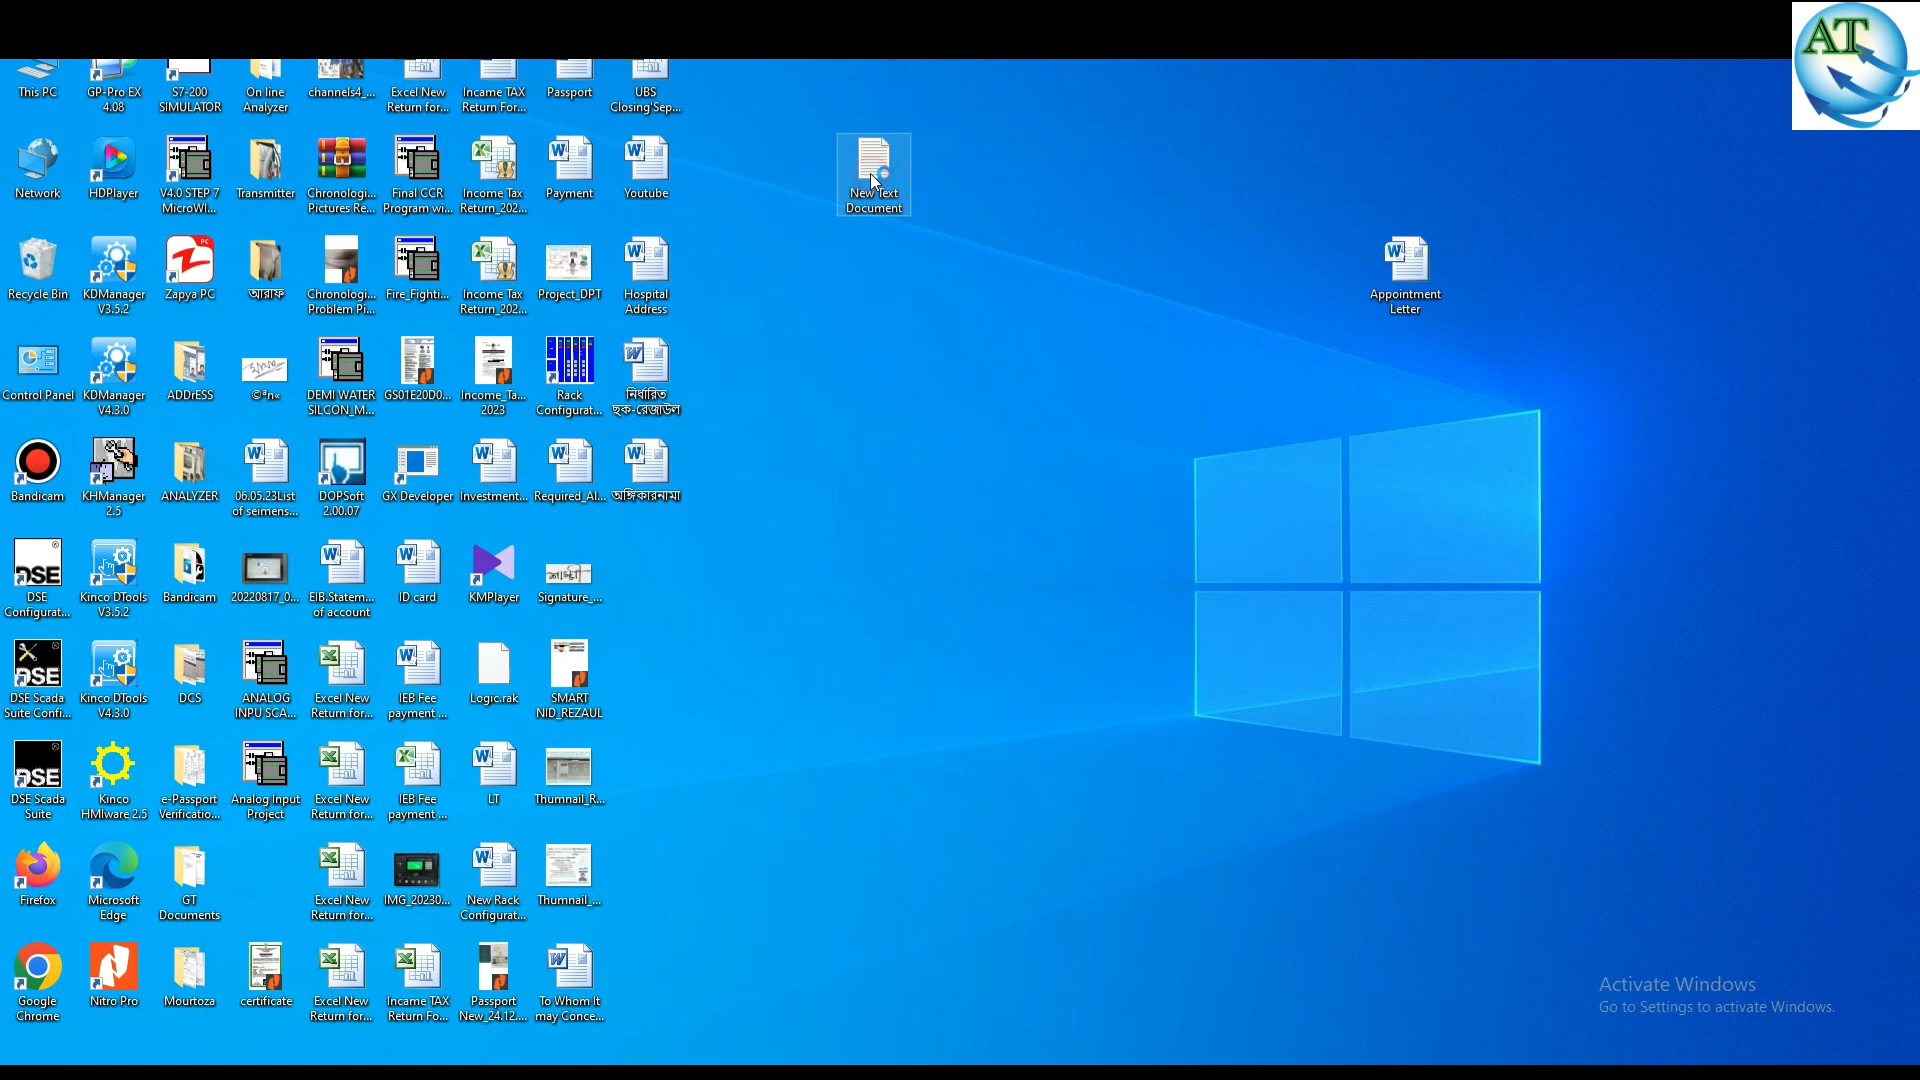 AT
This PC
GP-Pro EX
4.08
S7-200
SIMULATOR
On line
Analyzer
channels4_...
Excel New
Return for...
Incame TAX
Return For...
Passport
UBS
Closing'Sep...
Network
HDPlayer
V4.0 STEP 7
MicroWI...
Transmitter
Chronologi...
Pictures Re...
Final CCR
Program wi...
Income Tax
Return_202...
Payment
Youtube
New Text
Document
Recycle Bin
KDManager
V3.5.2
Zapya PC
আরাফ
Chronologi...
Problem Pi...
Fire_Fighti...
Income Tax
Return_202...
Project_DPT
Hospital
Address
Appointment
Letter
Control Panel
KDManager
V4.3.0
ADDrESS
©ªn«
DEMI WATER
SILCON_M...
GS01E20D0...
Income_Ta...
2023
Rack
Configurat...
নির্ধারিত
ছক-রেজাউল
Bandicam
KHManager
2.5
ANALYZER
06.05.23List
of seimens...
DOPSoft
2.00.07
GX Developer
Investment...
Required_Al...
অঙ্গিকারনামা
DSE
Configurat...
Kinco DTools
V3.5.2
Bandicam
20220817_0...
EIB.Statem...
of account
ID card
KMPlayer
Signature_...
DSE Scada
Suite Confi...
Kinco DTools
V4.3.0
DCS
ANALOG
INPU SCA...
Excel New
Return for...
IEB Fee
payment ...
Logic.rak
SMART
NID_REZAUL
DSE Scada
Suite
Kinco
HMIware 2.5
e-Passport
Verificatio...
Analog Input
Project
Excel New
Return for...
IEB Fee
payment ...
LT
Thumnail_R...
Firefox
Microsoft
Edge
GT
Documents
Excel New
Return for...
IMG_20230...
New Rack
Configurat...
Thumnail_...
Google
Chrome
Nitro Pro
Mourtoza
certificate
Excel New
Return for...
Incame TAX
Return Fo...
Passport
New_24.12....
To Whom It
may Conce...
Activate Windows
Go to Settings to activate Windows.